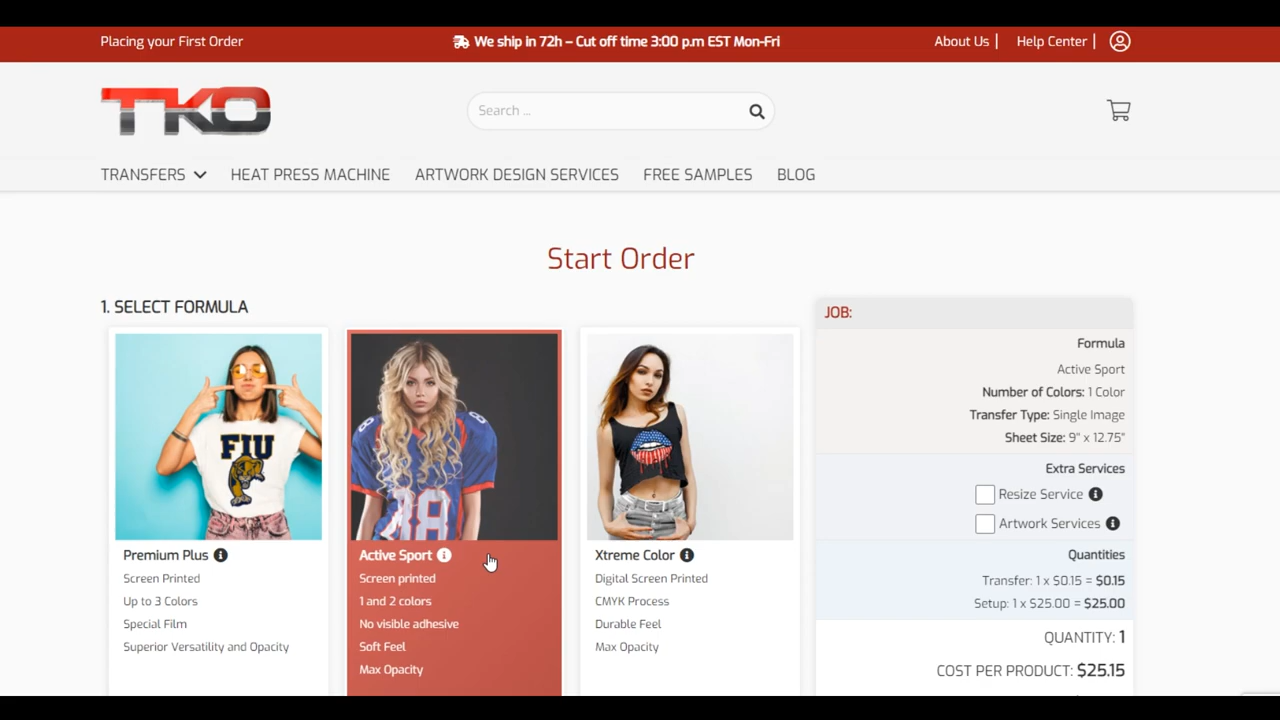 Placing your First Order
We ship in 72h – Cut off time 3:00 p.m EST Mon-Fri
About Us |
Help Center |
TKO
Search ...
TRANSFERS
HEAT PRESS MACHINE
ARTWORK DESIGN SERVICES
FREE SAMPLES
BLOG
Start Order
1. SELECT FORMULA
FIU
Premium Plus
Screen Printed
Up to 3 Colors
Special Film
Superior Versatility and Opacity
Active Sport
Screen printed
1 and 2 colors
No visible adhesive
Soft Feel
Max Opacity
Xtreme Color
Digital Screen Printed
CMYK Process
Durable Feel
Max Opacity
JOB:
Formula
Active Sport
Number of Colors: 1 Color
Transfer Type: Single Image
Sheet Size: 9" x 12.75"
Extra Services
Resize Service
Artwork Services
Quantities
Transfer: 1 x $0.15 = $0.15
Setup: 1 x $25.00 = $25.00
QUANTITY: 1
COST PER PRODUCT: $25.15